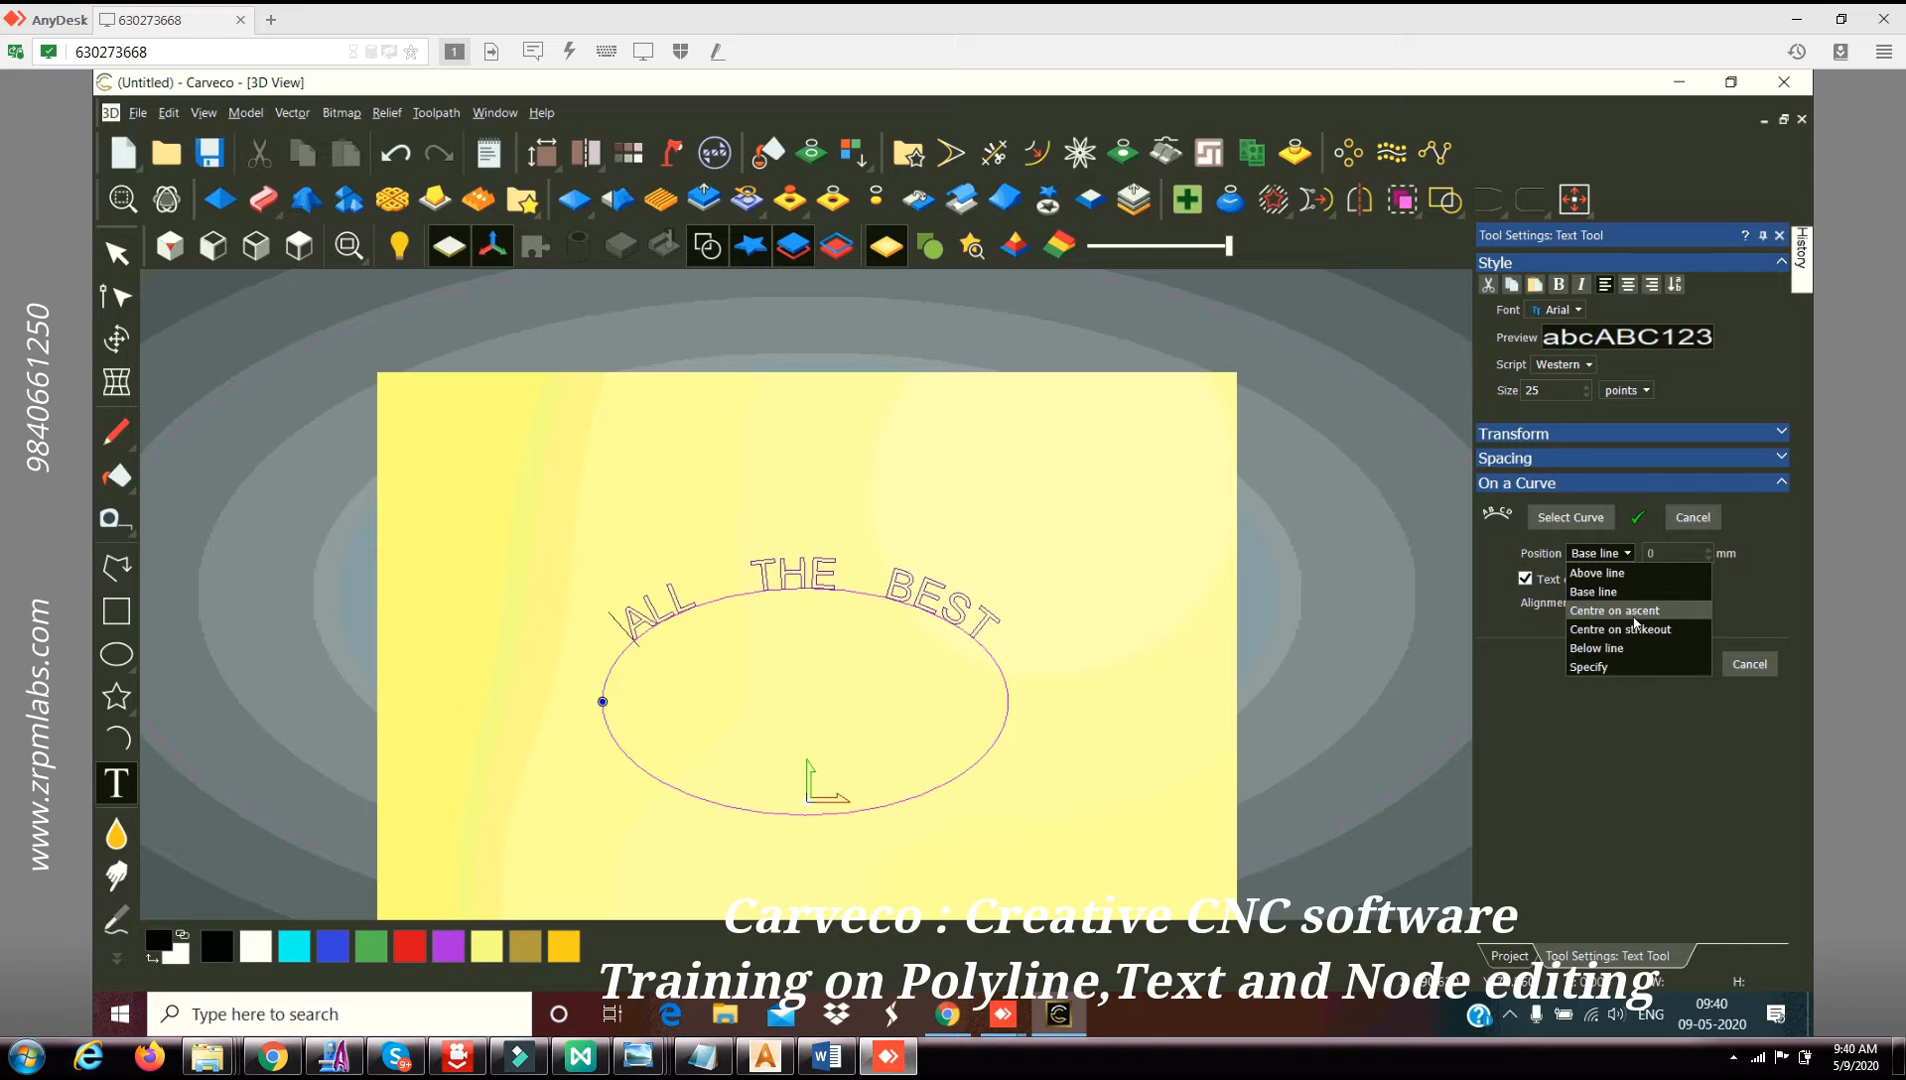 AnyDesk
630273668
630273668
1
(Untitled) - Carveco - [3D View]
3D File Edit View Model Vector Bitmap Relief Toolpath Window Help
Tool Settings: Text Tool
History
Style
B I
Font Arial
Preview abcABC123
Script Western
Size 25 points
Transform
Spacing
On a Curve
AB CD
Select Curve Cancel
Position Base line 0 mm
Above line
Text
Base line
Alignme
Centre on ascent
Centre on strikeout
Below line
Specify
Cancel
ALL THE BEST
T
9840661250
www.zrpmlabs.com
Carveco : Creative CNC software
Training on Polyline,Text and Node editing
Project Tool Settings: Text Tool
W: H:
Type here to search
ENG
09:40
09-05-2020
9:40 AM
5/9/2020